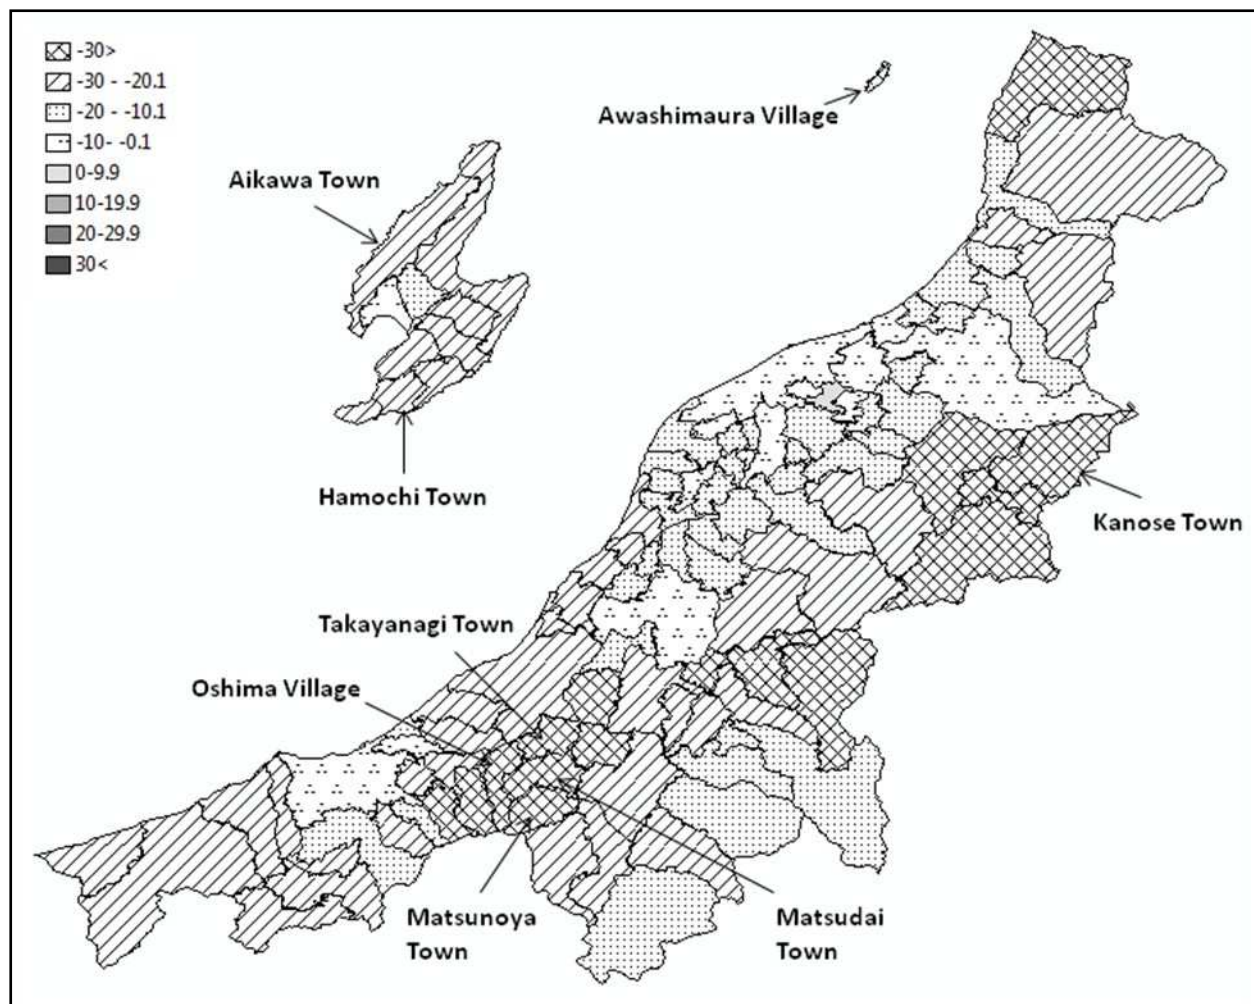 -30>
-30 - -20.1
-20 - -10.1
-10- -0.1
0-9.9
10-19.9
20-29.9
30<
Awashimaura Village
Aikawa Town
Hamochi Town
Kanose Town
Takayanagi Town
Oshima Village
Matsunoya
Town
Matsudai
Town